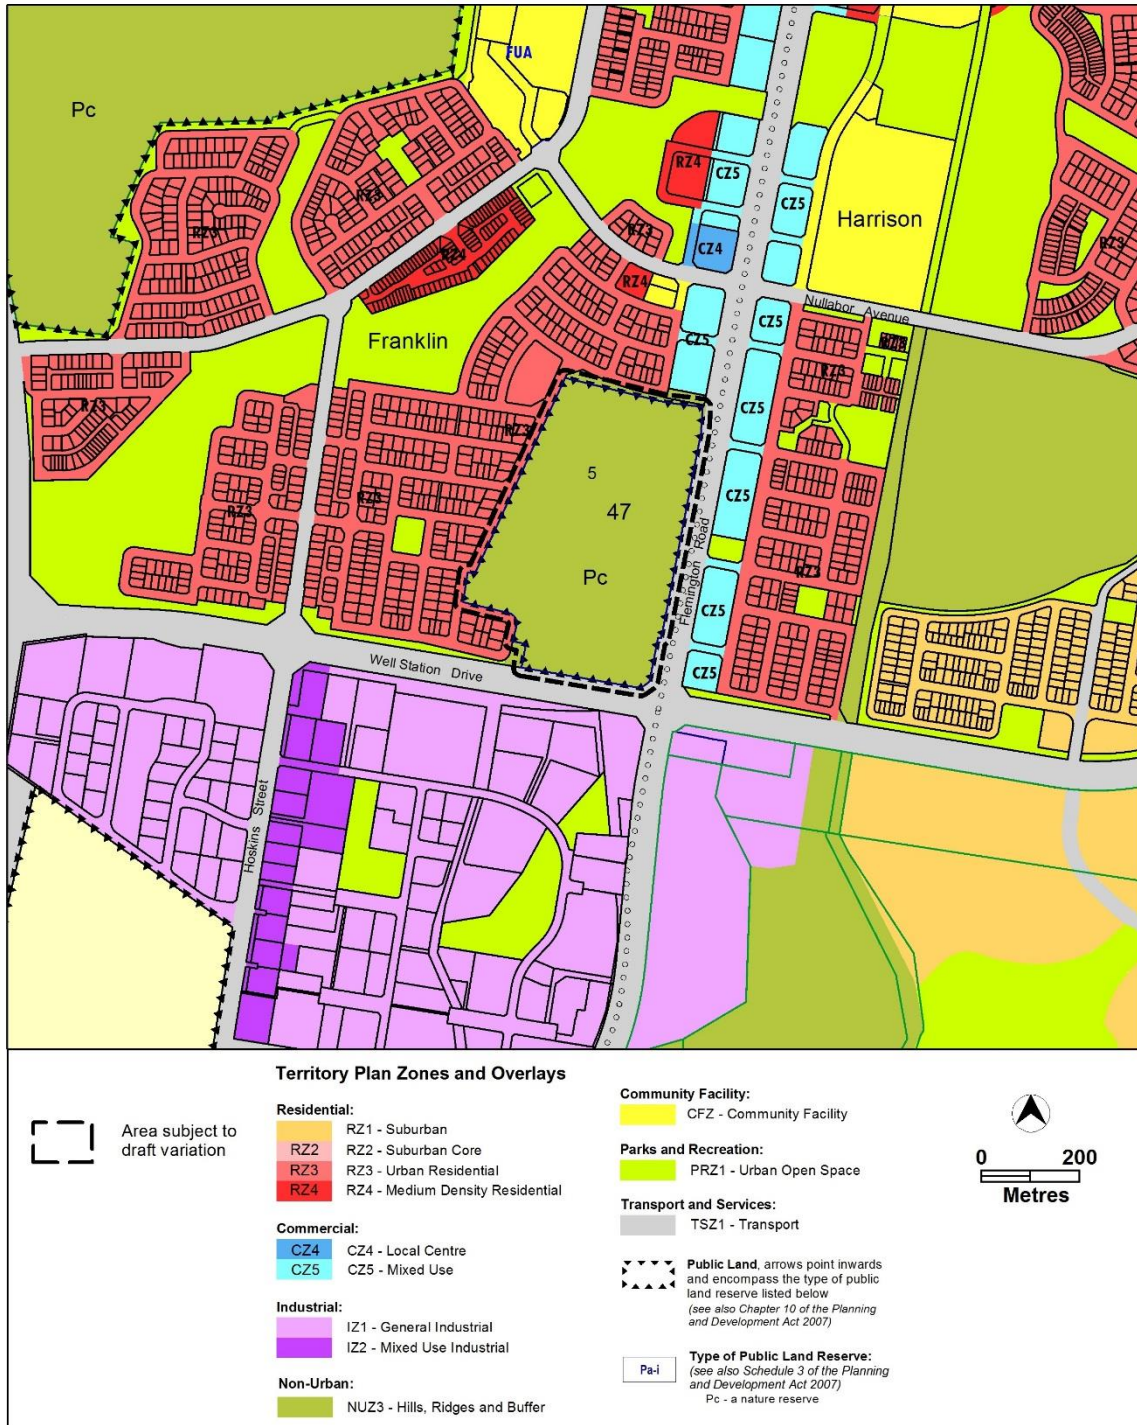 FUA
Pc
RZ4
CZ5
CZ5
RZ3
Harrison
RZ3
RZ3
RZ3
RZ4
CZ4
RZ4
Nullabor Avenue
CZ5
Franklin
CZ5
RZ3
RZ3
CZ5
RZ3
5
CZ5
RZ3
RZ3
47
Flemington Road
Pc
RZ3
CZ5
CZ5
Well Station Drive
Hoskins Street
Area subject to
draft variation
Territory Plan Zones and Overlays
Residential:
RZ1 - Suburban
RZ2 RZ2 - Suburban Core
RZ3 RZ3 - Urban Residential
RZ4 RZ4 - Medium Density Residential
Commercial:
CZ4 CZ4 - Local Centre
CZ5 CZ5 - Mixed Use
Industrial:
IZ1 - General Industrial
IZ2 - Mixed Use Industrial
Non-Urban:
NUZ3 - Hills, Ridges and Buffer
Community Facility:
CFZ - Community Facility
Parks and Recreation:
PRZ1 - Urban Open Space
Transport and Services:
TSZ1 - Transport
Public Land, arrows point inwards
and encompass the type of public
land reserve listed below
(see also Chapter 10 of the Planning
and Development Act 2007)
Type of Public Land Reserve:
Pa-i (see also Schedule 3 of the Planning
and Development Act 2007)
Pc - a nature reserve
0 200
Metres